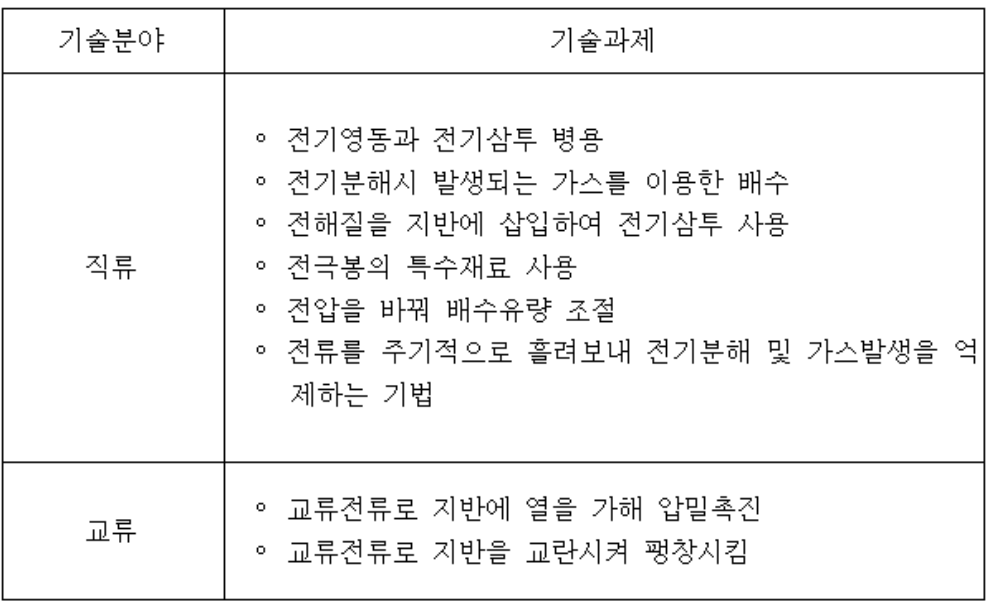 기술분야 기술과제
직류
◦ 전기영동과 전기삼투 병용
◦ 전기분해시 발생되는 가스를 이용한 배수
◦ 전해질을 지반에 삽입하여 전기삼투 사용
◦ 전극봉의 특수재료 사용
◦ 전압을 바꿔 배수유량 조절
◦ 전류를 주기적으로 흘려보내 전기분해 및 가스발생을 억
제하는 기법
교류
◦ 교류전류로 지반에 열을 가해 압밀촉진
◦ 교류전류로 지반을 교란시켜 팽창시킴